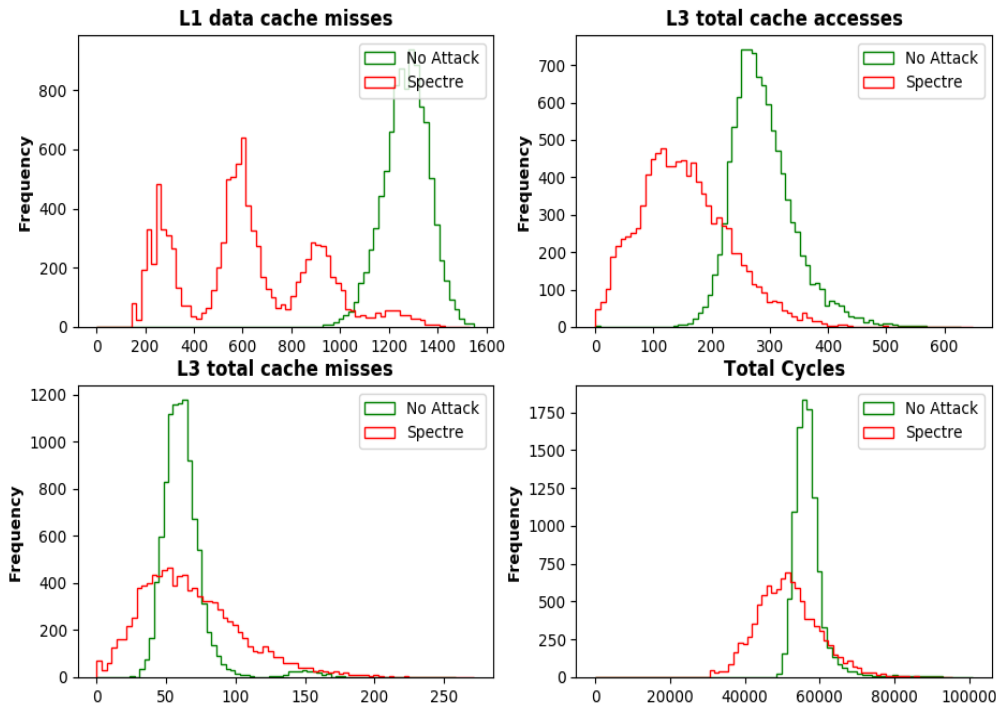 L1 data cache misses
Frequency
800
600
400
200
0
0 200 400 600 800 1000 1200 1400 1600
No Attack
Spectre
L3 total cache accesses
Frequency
700
600
500
400
300
200
100
0
0 100 200 300 400 500 600
No Attack
Spectre
L3 total cache misses
Frequency
1200
1000
800
600
400
200
0
0 50 100 150 200 250
No Attack
Spectre
Total Cycles
Frequency
1750
1500
1250
1000
750
500
250
0
0 20000 40000 60000 80000 100000
No Attack
Spectre